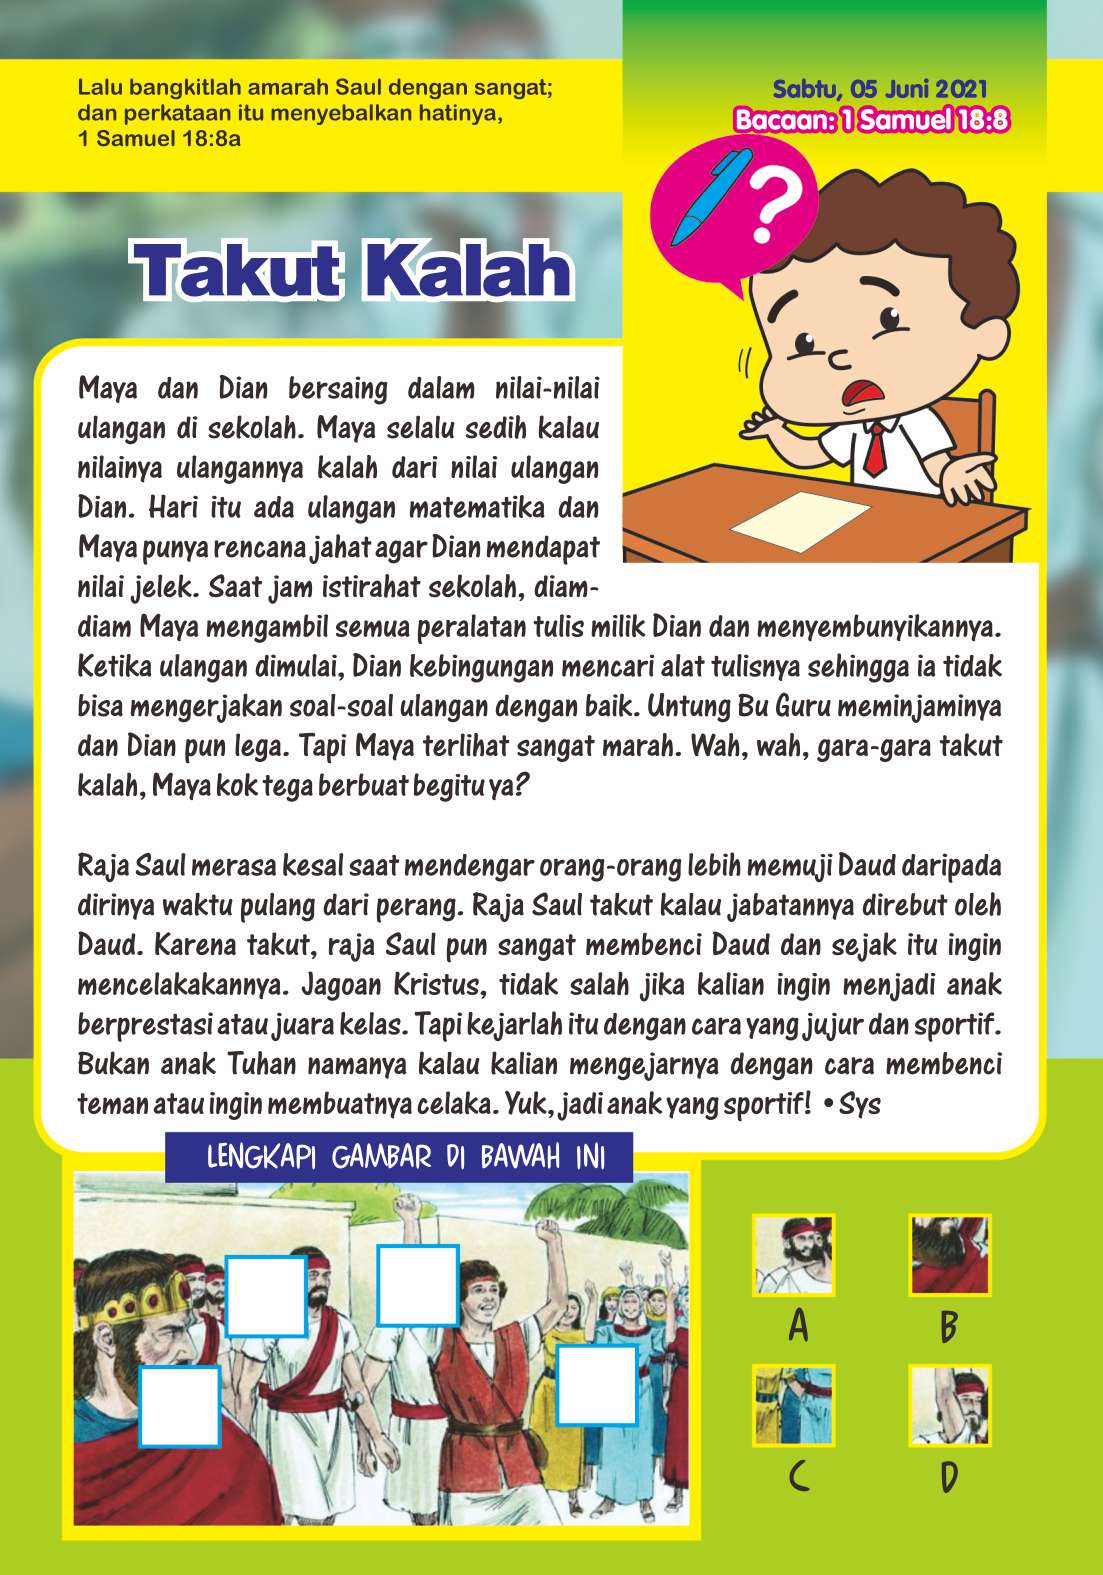 Lalu bangkitlah amarah Saul dengan sangat;
dan perkataan itu menyebalkan hatinya,
1 Samuel 18:8a
Sabtu, 05 Juni 2021
Bacaan: 1 Samuel 18:8
?
Takut Kalah
Maya dan Dian bersaing dalam nilai-nilai
ulangan di sekolah. Maya selalu sedih kalau
nilainya ulangannya kalah dari nilai ulangan
Dian. Hari itu ada ulangan matematika dan
Maya punya rencana jahat agar Dian mendapat
nilai jelek. Saat jam istirahat sekolah, diam-
diam Maya mengambil semua peralatan tulis milik Dian dan menyembunyikannya.
Ketika ulangan dimulai, Dian kebingungan mencari alat tulisnya sehingga ia tidak
bisa mengerjakan soal-soal ulangan dengan baik. Untung Bu Guru meminjaminya
dan Dian pun lega. Tapi Maya terlihat sangat marah. Wah, wah, gara-gara takut
kalah, Maya kok tega berbuat begitu ya?
Raja Saul merasa kesal saat mendengar orang-orang lebih memuji Daud daripada
dirinya waktu pulang dari perang. Raja Saul takut kalau jabatannya direbut oleh
Daud. Karena takut, raja Saul pun sangat membenci Daud dan sejak itu ingin
mencelakakannya. Jagoan Kristus, tidak salah jika kalian ingin menjadi anak
berprestasi atau juara kelas. Tapi kejarlah itu dengan cara yang jujur dan sportif.
Bukan anak Tuhan namanya kalau kalian mengejarnya dengan cara membenci
teman atau ingin membuatnya celaka. Yuk, jadi anak yang sportif! • Sys
LENGKAPI GAMBAR DI BAWAH INI
A
B
C
D